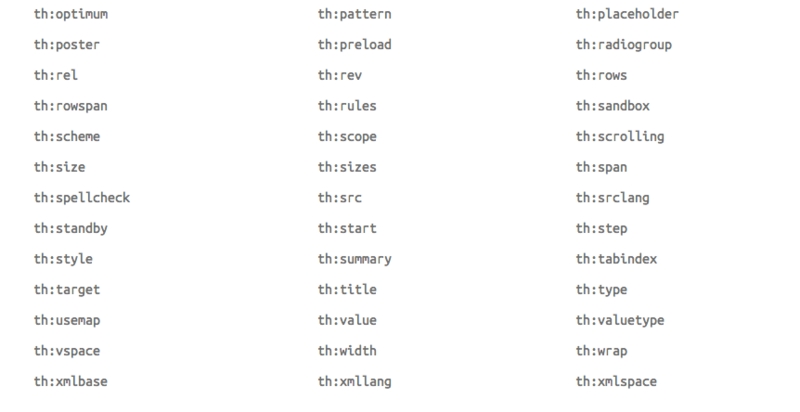 th:optimum th:pattern th:placeholder
th:poster th:preload th:radiogroup
th:rel th:rev th:rows
th:rowspan th:rules th:sandbox
th:scheme th:scope th:scrolling
th:size th:sizes th:span
th:spellcheck th:src th:srclang
th:standby th:start th:step
th:style th:summary th:tabindex
th:target th:title th:type
th:usemap th:value th:valuetype
th:vspace th:width th:wrap
th:xmlbase th:xmllang th:xmlspace